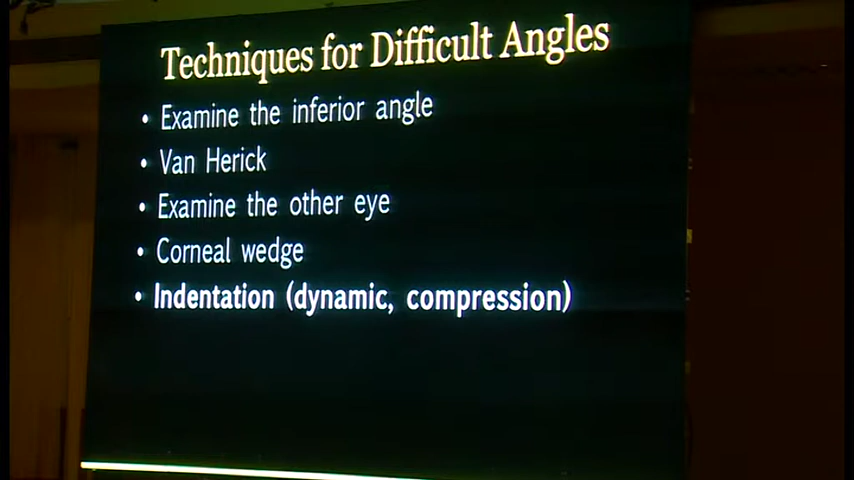 Techniques for Difficult Angles
• Examine the inferior angle
• Van Herick
• Examine the other eye
• Corneal wedge
• Indentation (dynamic, compression)